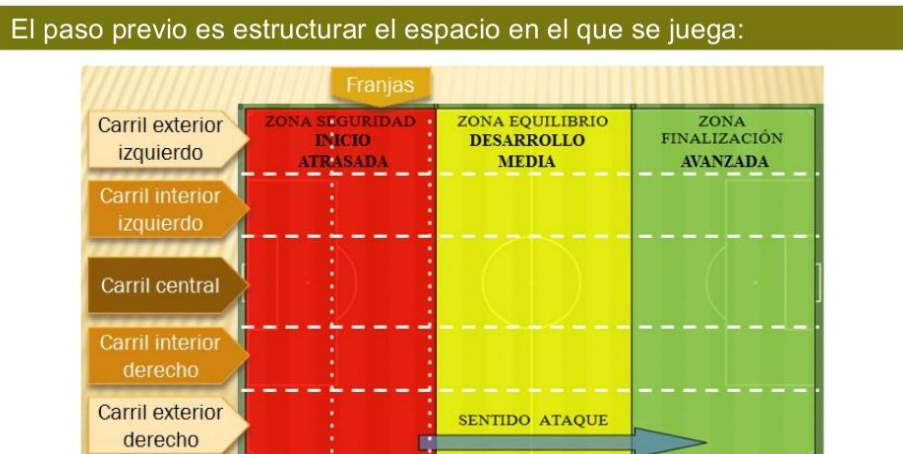 El paso previo es estructurar el espacio en el que se juega:
Franjas
Carril exterior
izquierdo
ZONA SEGURIDAD
INICIO
ATRASADA
ZONA EQUILIBRIO
DESARROLLO
MEDIA
ZONA
FINALIZACIÓN
AVANZADA
Carril interior
izquierdo
Carril central
Carril interior
derecho
Carril exterior
derecho
SENTIDO ATAQUE